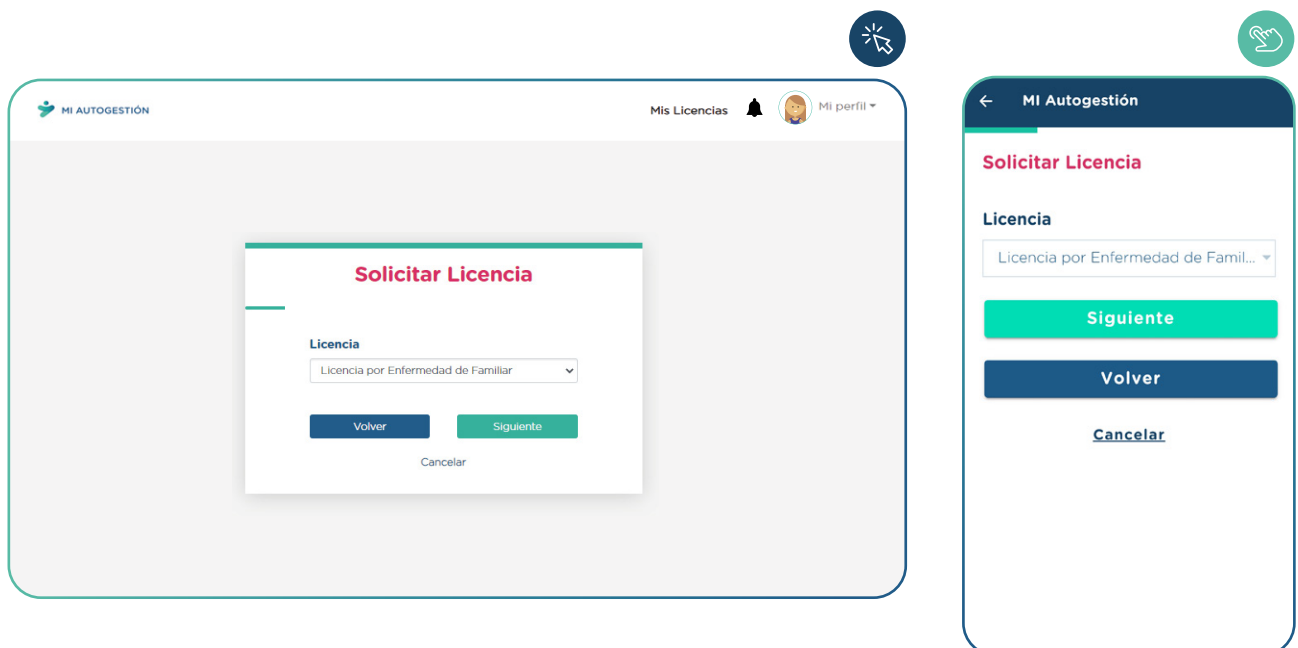 MI AUTOGESTIÓN
Mis Licencias
Mi perfil
Solicitar Licencia
Licencia
Licencia por Enfermedad de Familiar
Volver Siguiente
Cancelar
MI Autogestión
Solicitar Licencia
Licencia
Licencia por Enfermedad de Famil...
Siguiente
Volver
Cancelar